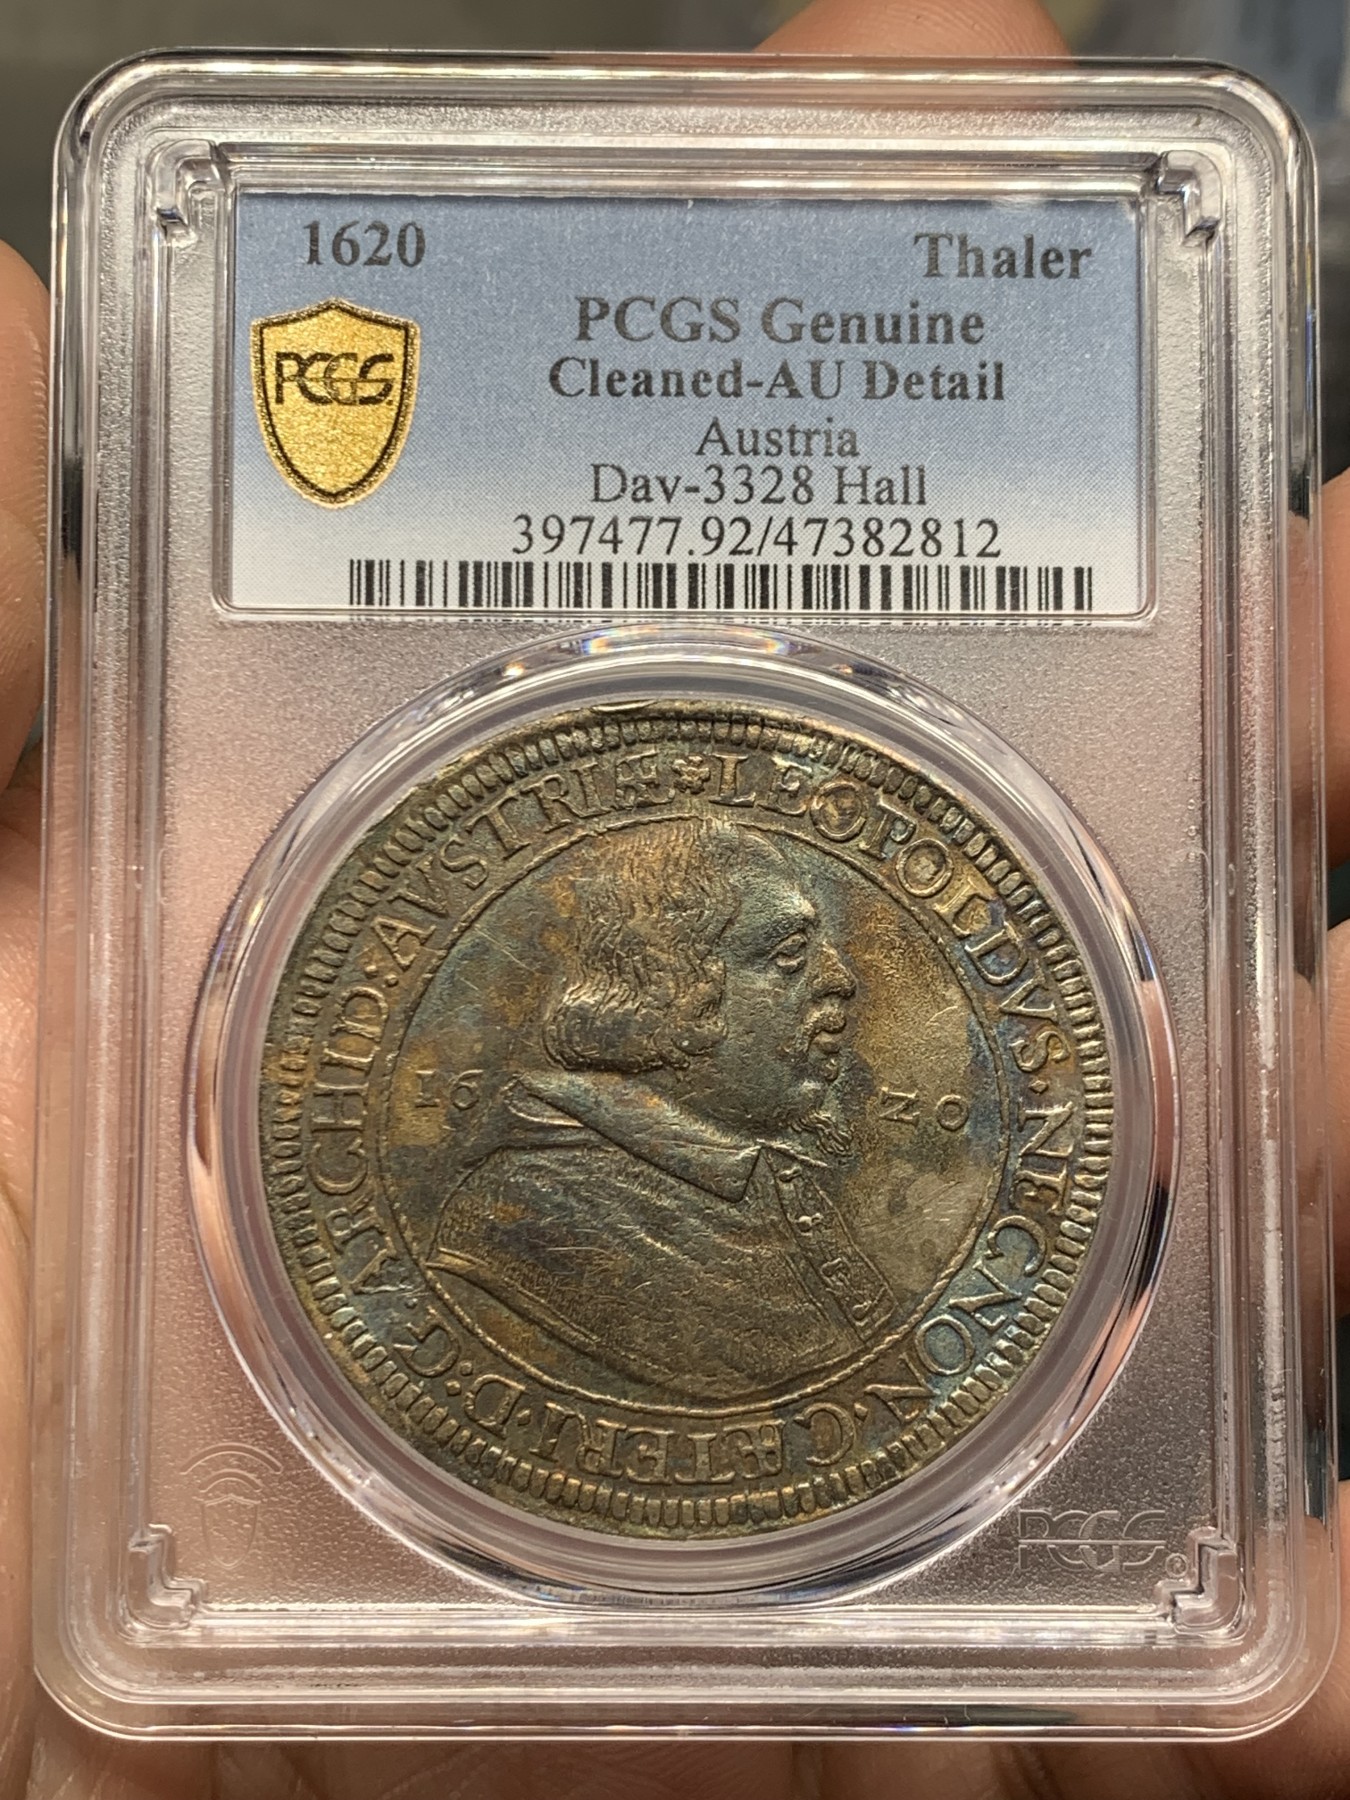 1620 Thaler
PCGS
PCGS Genuine
Cleaned-AU Detail
Austria
Dav-3328 Hall
397477.92/47382812
LEOPOLDVS·NEC NON·CÆTERI·D:G·ARCHID:AVSTRIÆ
16 20
PCGS